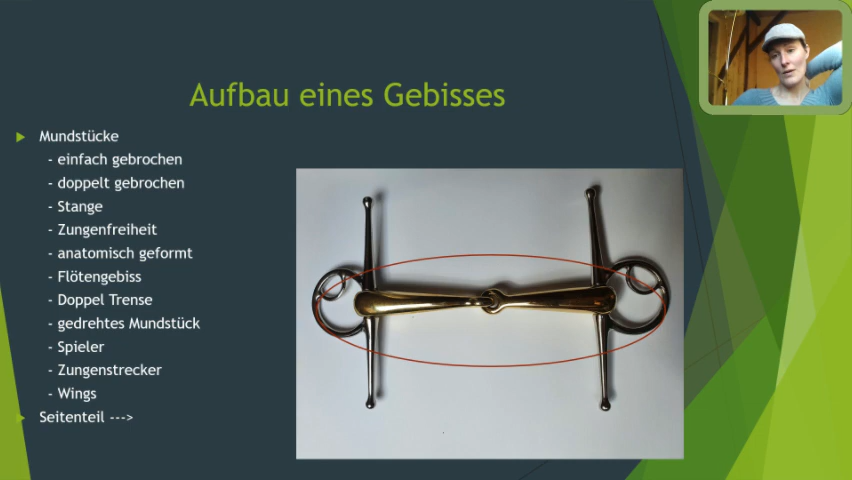 Aufbau eines Gebisses
Mundstücke
- einfach gebrochen
- doppelt gebrochen
- Stange
- Zungenfreiheit
- anatomisch geformt
- Flötengebiss
- Doppel Trense
- gedrehtes Mundstück
- Spieler
- Zungenstrecker
- Wings
Seitenteil --->